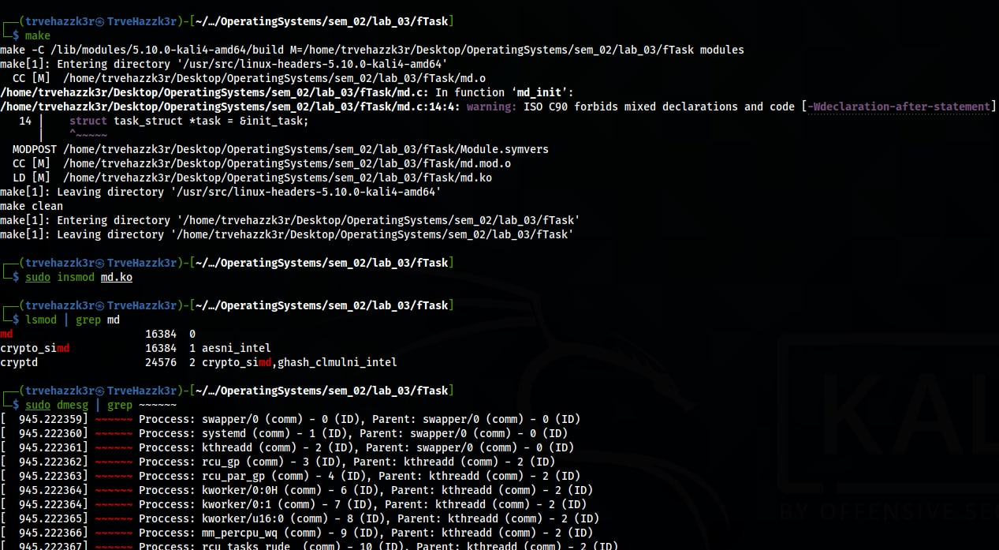 ┌──(trvehazzk3r㉿TrveHazzk3r)-[~/…/OperatingSystems/sem_02/lab_03/fTask]
└─$ make
make -C /lib/modules/5.10.0-kali4-amd64/build M=/home/trvehazzk3r/Desktop/OperatingSystems/sem_02/lab_03/fTask modules
make[1]: Entering directory '/usr/src/linux-headers-5.10.0-kali4-amd64'
  CC [M]  /home/trvehazzk3r/Desktop/OperatingSystems/sem_02/lab_03/fTask/md.o
/home/trvehazzk3r/Desktop/OperatingSystems/sem_02/lab_03/fTask/md.c: In function ‘md_init’:
/home/trvehazzk3r/Desktop/OperatingSystems/sem_02/lab_03/fTask/md.c:14:4: warning: ISO C90 forbids mixed declarations and code [-Wdeclaration-after-statement]
   14 |    struct task_struct *task = &init_task;
      |    ^~~~~~
  MODPOST /home/trvehazzk3r/Desktop/OperatingSystems/sem_02/lab_03/fTask/Module.symvers
  CC [M]  /home/trvehazzk3r/Desktop/OperatingSystems/sem_02/lab_03/fTask/md.mod.o
  LD [M]  /home/trvehazzk3r/Desktop/OperatingSystems/sem_02/lab_03/fTask/md.ko
make[1]: Leaving directory '/usr/src/linux-headers-5.10.0-kali4-amd64'
make clean
make[1]: Entering directory '/home/trvehazzk3r/Desktop/OperatingSystems/sem_02/lab_03/fTask'
make[1]: Leaving directory '/home/trvehazzk3r/Desktop/OperatingSystems/sem_02/lab_03/fTask'
┌──(trvehazzk3r㉿TrveHazzk3r)-[~/…/OperatingSystems/sem_02/lab_03/fTask]
└─$ sudo insmod md.ko
┌──(trvehazzk3r㉿TrveHazzk3r)-[~/…/OperatingSystems/sem_02/lab_03/fTask]
└─$ lsmod | grep md
md                     16384  0
crypto_simd            16384  1 aesni_intel
cryptd                 24576  2 crypto_simd,ghash_clmulni_intel
┌──(trvehazzk3r㉿TrveHazzk3r)-[~/…/OperatingSystems/sem_02/lab_03/fTask]
└─$ sudo dmesg | grep ~~~~~~
[  945.222359] ~~~~~~ Proccess: swapper/0 (comm) - 0 (ID), Parent: swapper/0 (comm) - 0 (ID)
[  945.222360] ~~~~~~ Proccess: systemd (comm) - 1 (ID), Parent: swapper/0 (comm) - 0 (ID)
[  945.222361] ~~~~~~ Proccess: kthreadd (comm) - 2 (ID), Parent: swapper/0 (comm) - 0 (ID)
[  945.222362] ~~~~~~ Proccess: rcu_gp (comm) - 3 (ID), Parent: kthreadd (comm) - 2 (ID)
[  945.222363] ~~~~~~ Proccess: rcu_par_gp (comm) - 4 (ID), Parent: kthreadd (comm) - 2 (ID)
[  945.222364] ~~~~~~ Proccess: kworker/0:0H (comm) - 6 (ID), Parent: kthreadd (comm) - 2 (ID)
[  945.222364] ~~~~~~ Proccess: kworker/0:1 (comm) - 7 (ID), Parent: kthreadd (comm) - 2 (ID)
[  945.222365] ~~~~~~ Proccess: kworker/u16:0 (comm) - 8 (ID), Parent: kthreadd (comm) - 2 (ID)
[  945.222366] ~~~~~~ Proccess: mm_percpu_wq (comm) - 9 (ID), Parent: kthreadd (comm) - 2 (ID)
[  945.222367] ~~~~~~ Proccess: rcu_tasks_rude_ (comm) - 10 (ID), Parent: kthreadd (comm) - 2 (ID)
KAL
BY OFFENSIVE SE